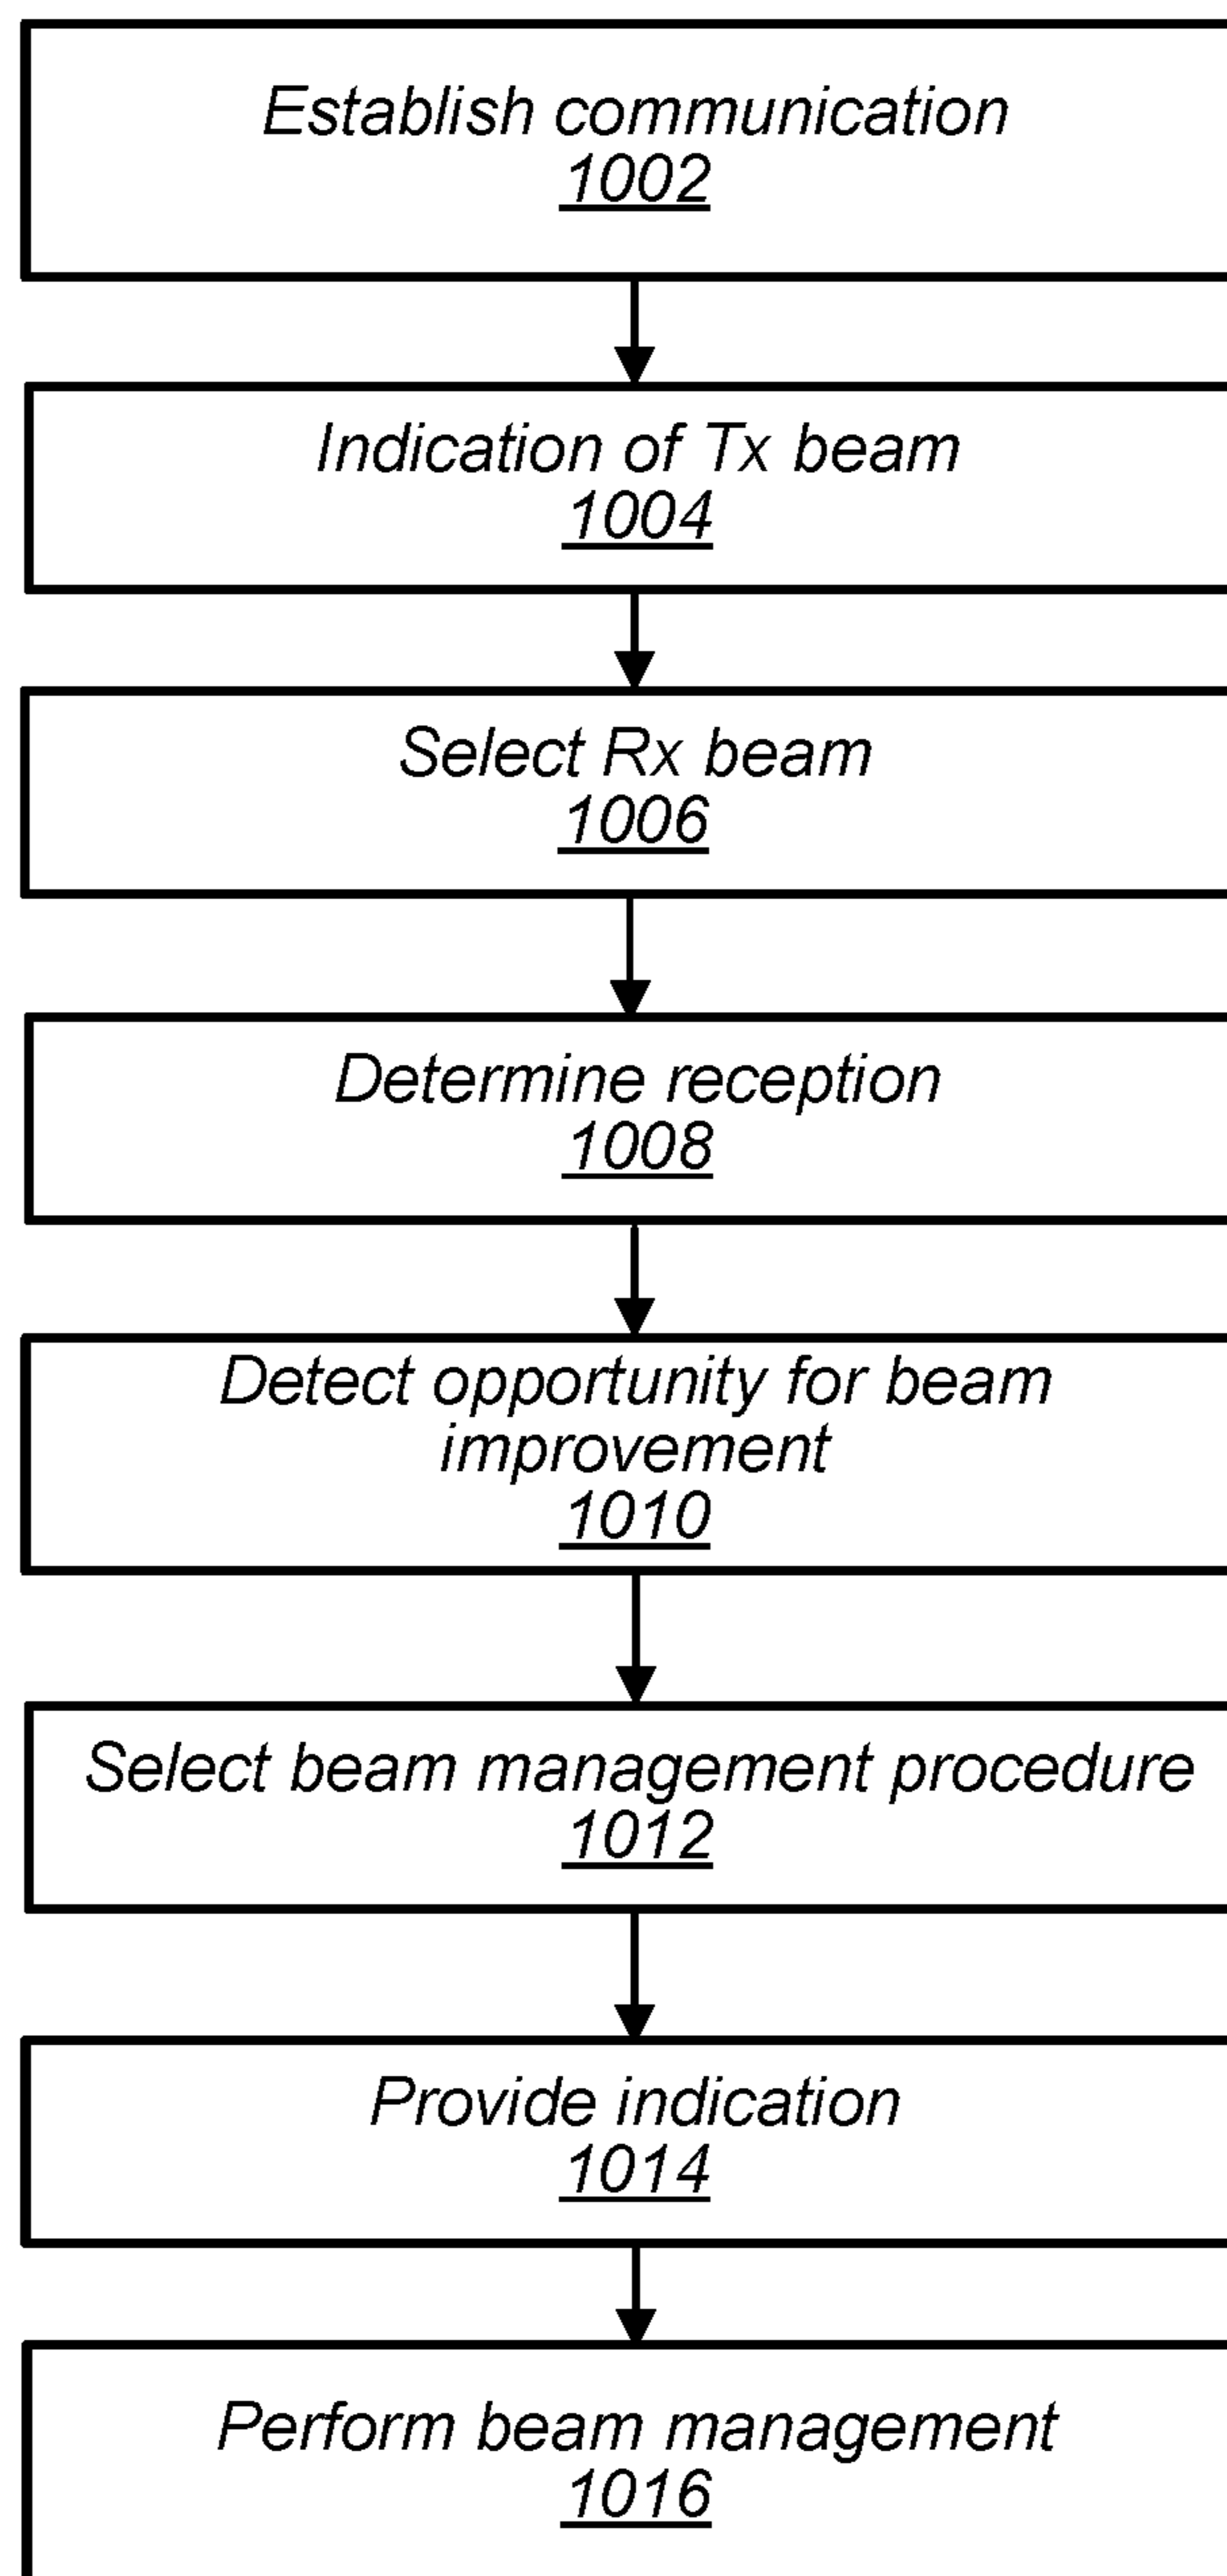 Establish communication
1002
Indication of Tx beam
1004
Select Rx beam
1006
Determine reception
1008
Detect opportunity for beam
improvement
1010
Select beam management procedure
1012
Provide indication
1014
Perform beam management
1016